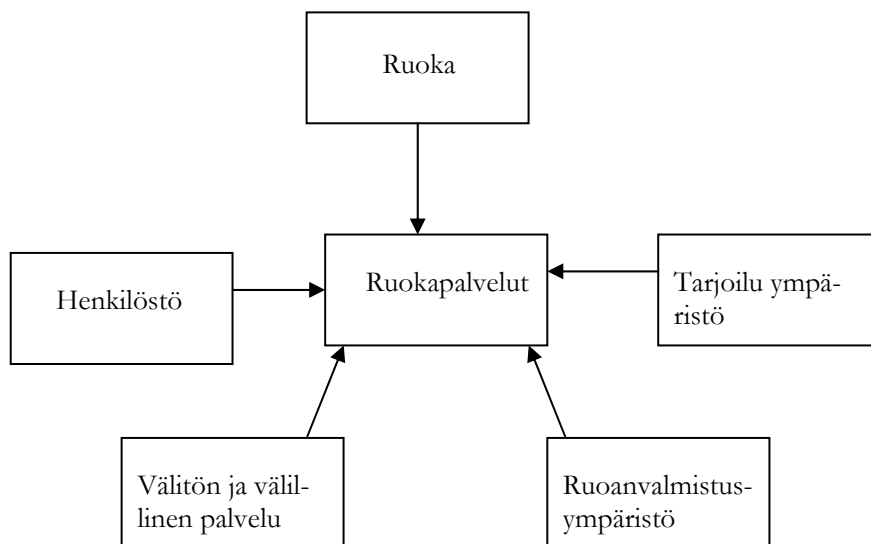 Ruoka
Henkilöstö
Ruokapalvelut
Tarjoilu ympä-
ristö
Välitön ja välil-
linen palvelu
Ruoanvalmistus-
ympäristö